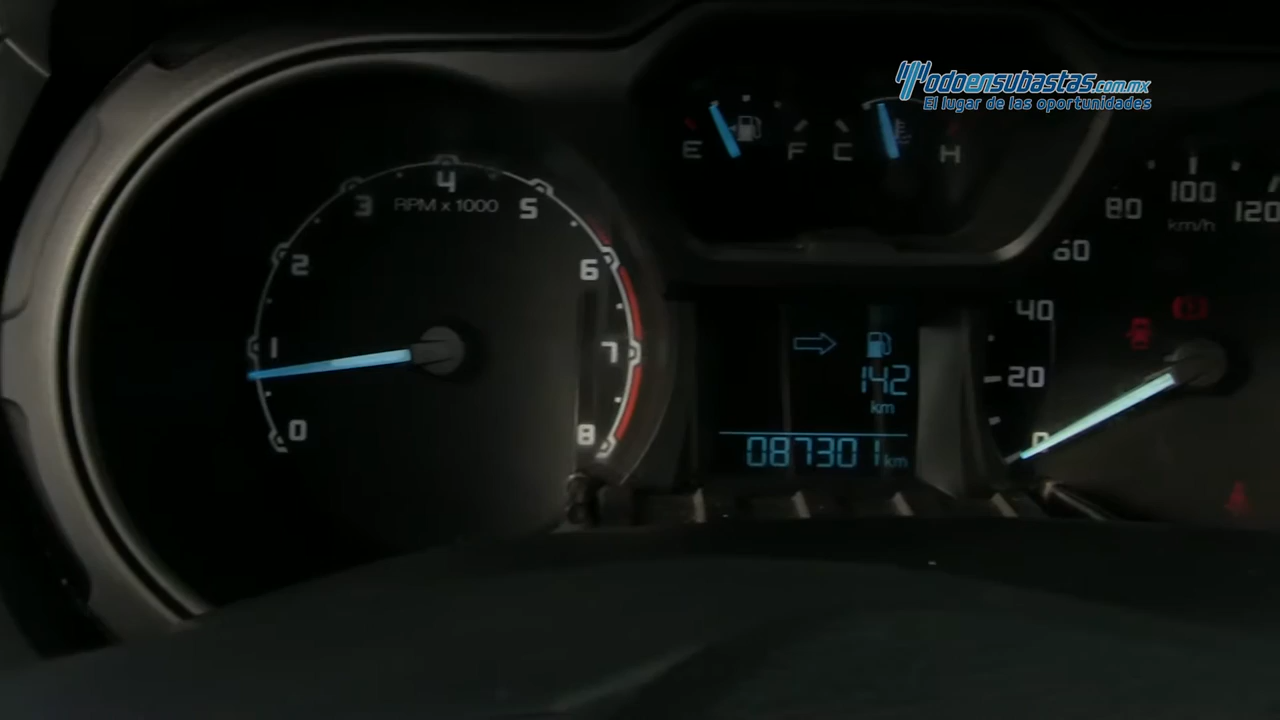 Todoensubastas.com.mx
El lugar de las oportunidades
E F C H
4
3 RPM x 1000 5
2 6
1 7
0 8
142
km
087301 km
80 100 120
km/h
60
40
20
0